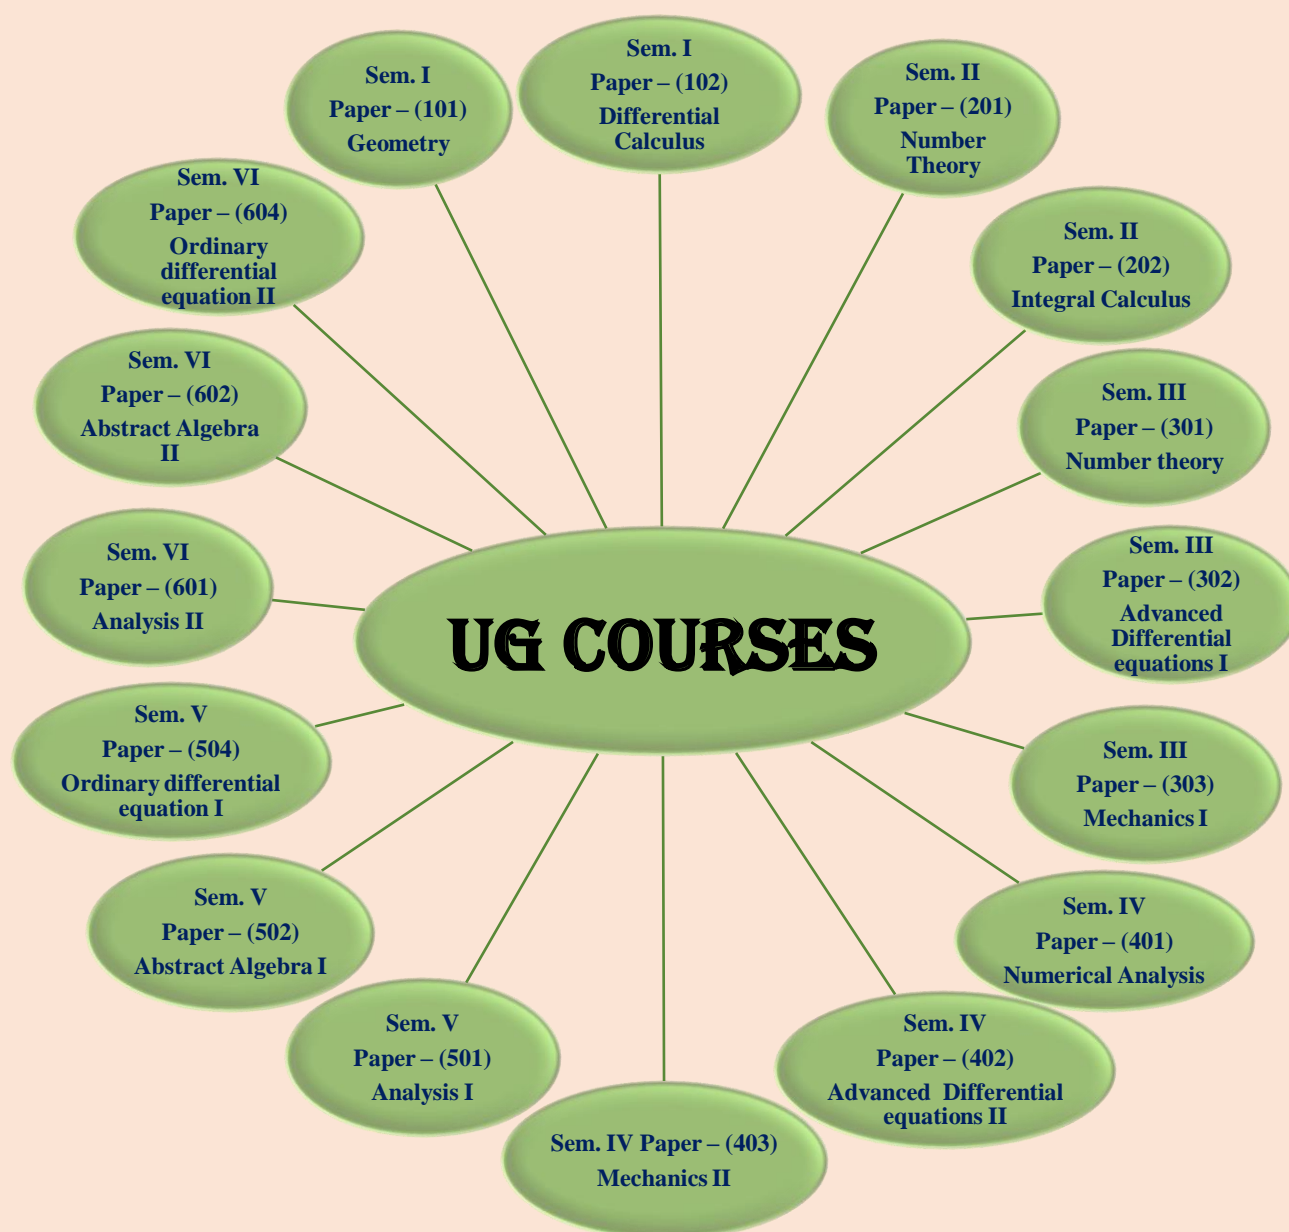 Sem. I
Paper – (101)
Geometry
Sem. I
Paper – (102)
Differential
Calculus
Sem. II
Paper – (201)
Number
Theory
Sem. II
Paper – (202)
Integral Calculus
Sem. III
Paper – (301)
Number theory
Sem. III
Paper – (302)
Advanced
Differential
equations I
Sem. III
Paper – (303)
Mechanics I
Sem. IV
Paper – (401)
Numerical Analysis
Sem. IV
Paper – (402)
Advanced Differential
equations II
Sem. IV Paper – (403)
Mechanics II
Sem. V
Paper – (501)
Analysis I
Sem. V
Paper – (502)
Abstract Algebra I
Sem. V
Paper – (504)
Ordinary differential
equation I
Sem. VI
Paper – (601)
Analysis II
Sem. VI
Paper – (602)
Abstract Algebra
II
Sem. VI
Paper – (604)
Ordinary
differential
equation II
UG COURSES